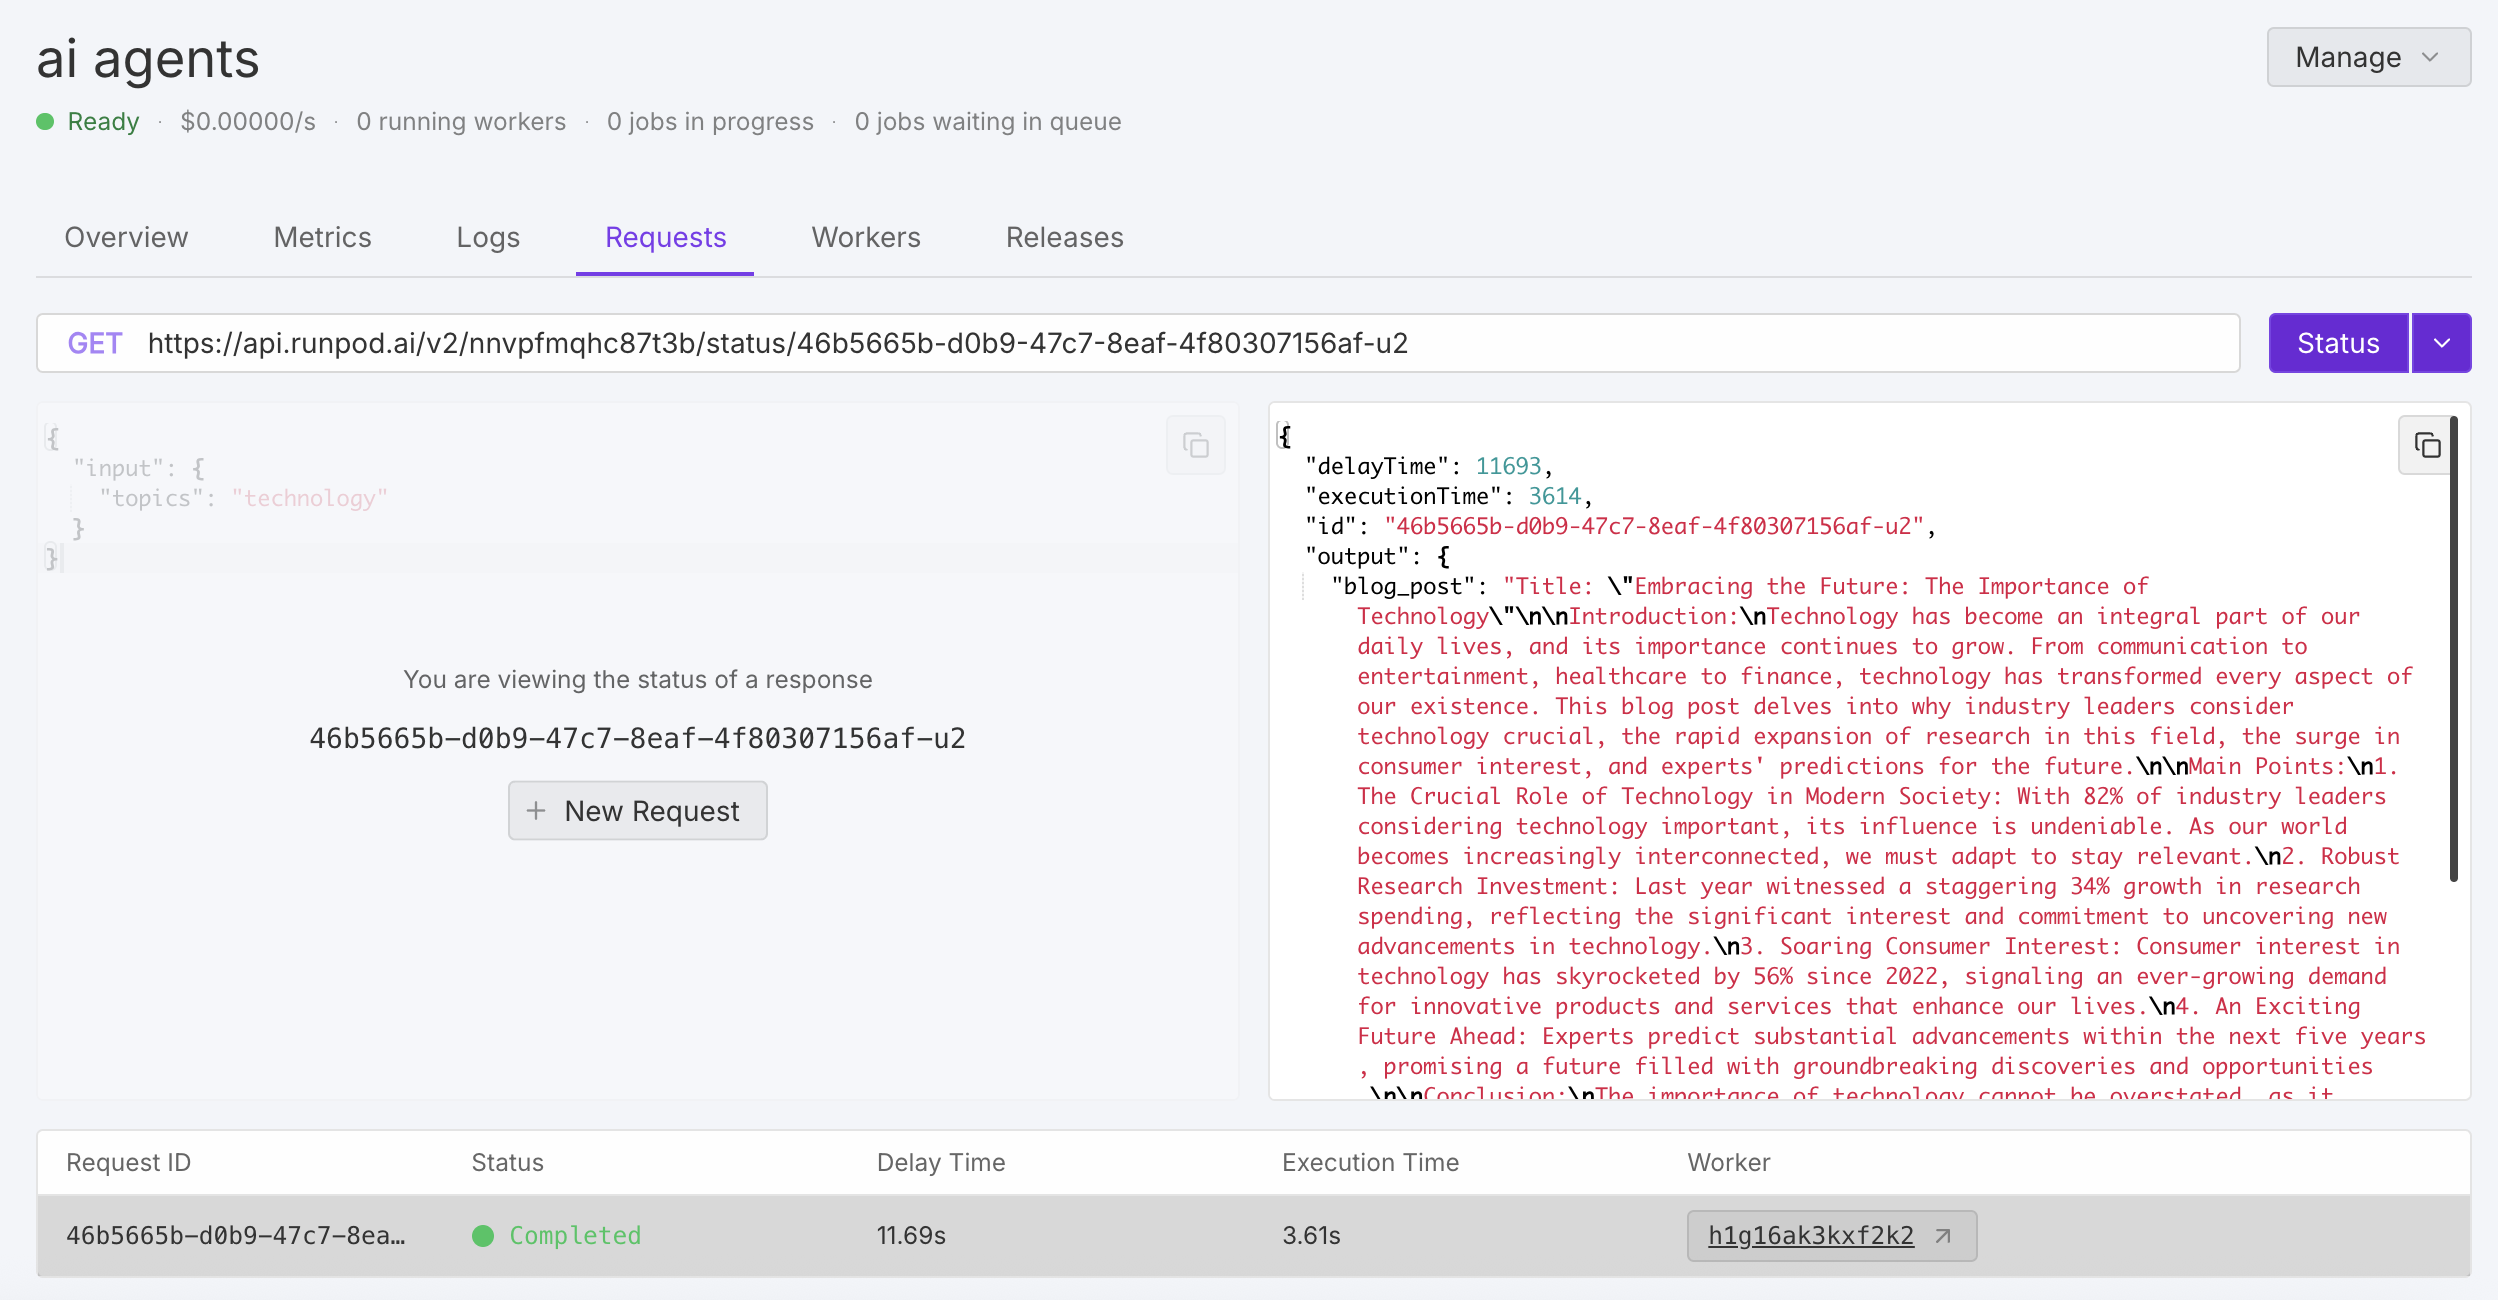 ai agents
Manage
Ready · $0.00000/s · 0 running workers · 0 jobs in progress · 0 jobs waiting in queue
Overview Metrics Logs Requests Workers Releases
GET https://api.runpod.ai/v2/nnvpfmqhc87t3b/status/46b5665b-d0b9-47c7-8eaf-4f80307156af-u2
Status
{
"input": {
"topics": "technology"
}
}
You are viewing the status of a response
46b5665b-d0b9-47c7-8eaf-4f80307156af-u2
+ New Request
{
"delayTime": 11693,
"executionTime": 3614,
"id": "46b5665b-d0b9-47c7-8eaf-4f80307156af-u2",
"output": {
"blog_post": "Title: \"Embracing the Future: The Importance of
Technology\"\n\nIntroduction:\nTechnology has become an integral part of our
daily lives, and its importance continues to grow. From communication to
entertainment, healthcare to finance, technology has transformed every aspect of
our existence. This blog post delves into why industry leaders consider
technology crucial, the rapid expansion of research in this field, the surge in
consumer interest, and experts' predictions for the future.\n\nMain Points:\n1.
The Crucial Role of Technology in Modern Society: With 82% of industry leaders
considering technology important, its influence is undeniable. As our world
becomes increasingly interconnected, we must adapt to stay relevant.\n2. Robust
Research Investment: Last year witnessed a staggering 34% growth in research
spending, reflecting the significant interest and commitment to uncovering new
advancements in technology.\n3. Soaring Consumer Interest: Consumer interest in
technology has skyrocketed by 56% since 2022, signaling an ever-growing demand
for innovative products and services that enhance our lives.\n4. An Exciting
Future Ahead: Experts predict substantial advancements within the next five years
, promising a future filled with groundbreaking discoveries and opportunities
\n\nConclusion:\nThe importance of technology cannot be overstated, as it
Request ID Status Delay Time Execution Time Worker
46b5665b-d0b9-47c7-8ea… Completed 11.69s 3.61s h1g16ak3kxf2k2